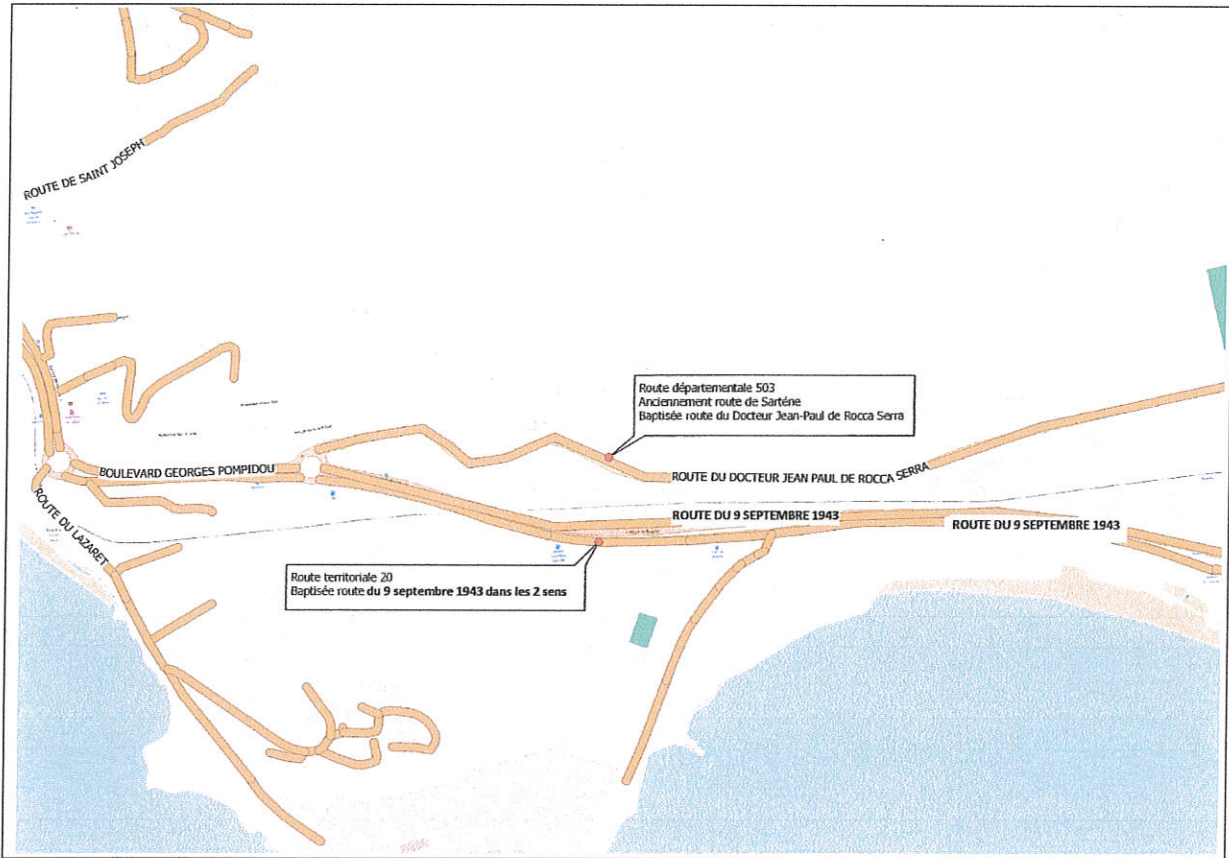 ROUTE DE SAINT JOSEPH
Route départementale 503
Anciennement route de Sarténe
Baptisée route du Docteur Jean-Paul de Rocca Serra
BOULEVARD GEORGES POMPIDOU
ROUTE DU DOCTEUR JEAN PAUL DE ROCCA SERRA
ROUTE DU LAZARET
ROUTE DU 9 SEPTEMBRE 1943
ROUTE DU 9 SEPTEMBRE 1943
Route territoriale 20
Baptisée route du 9 septembre 1943 dans les 2 sens